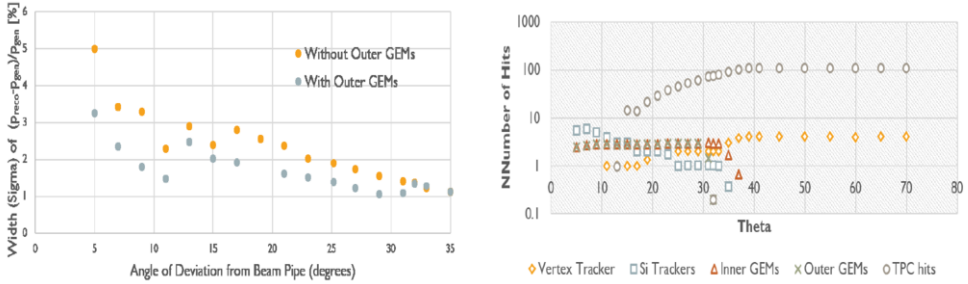 Width (Sigma) of (Preco-Pgen)/Pgen [%]
6
5
4
3
2
1
0
0 5 10 15 20 25 30 35
Without Outer GEMs
With Outer GEMs
Angle of Deviation from Beam Pipe (degrees)
NNumber of Hits
1000
100
10
1
0.1
0 10 20 30 40 50 60 70 80
Theta
Vertex Tracker Si Trackers Inner GEMs Outer GEMs TPC hits